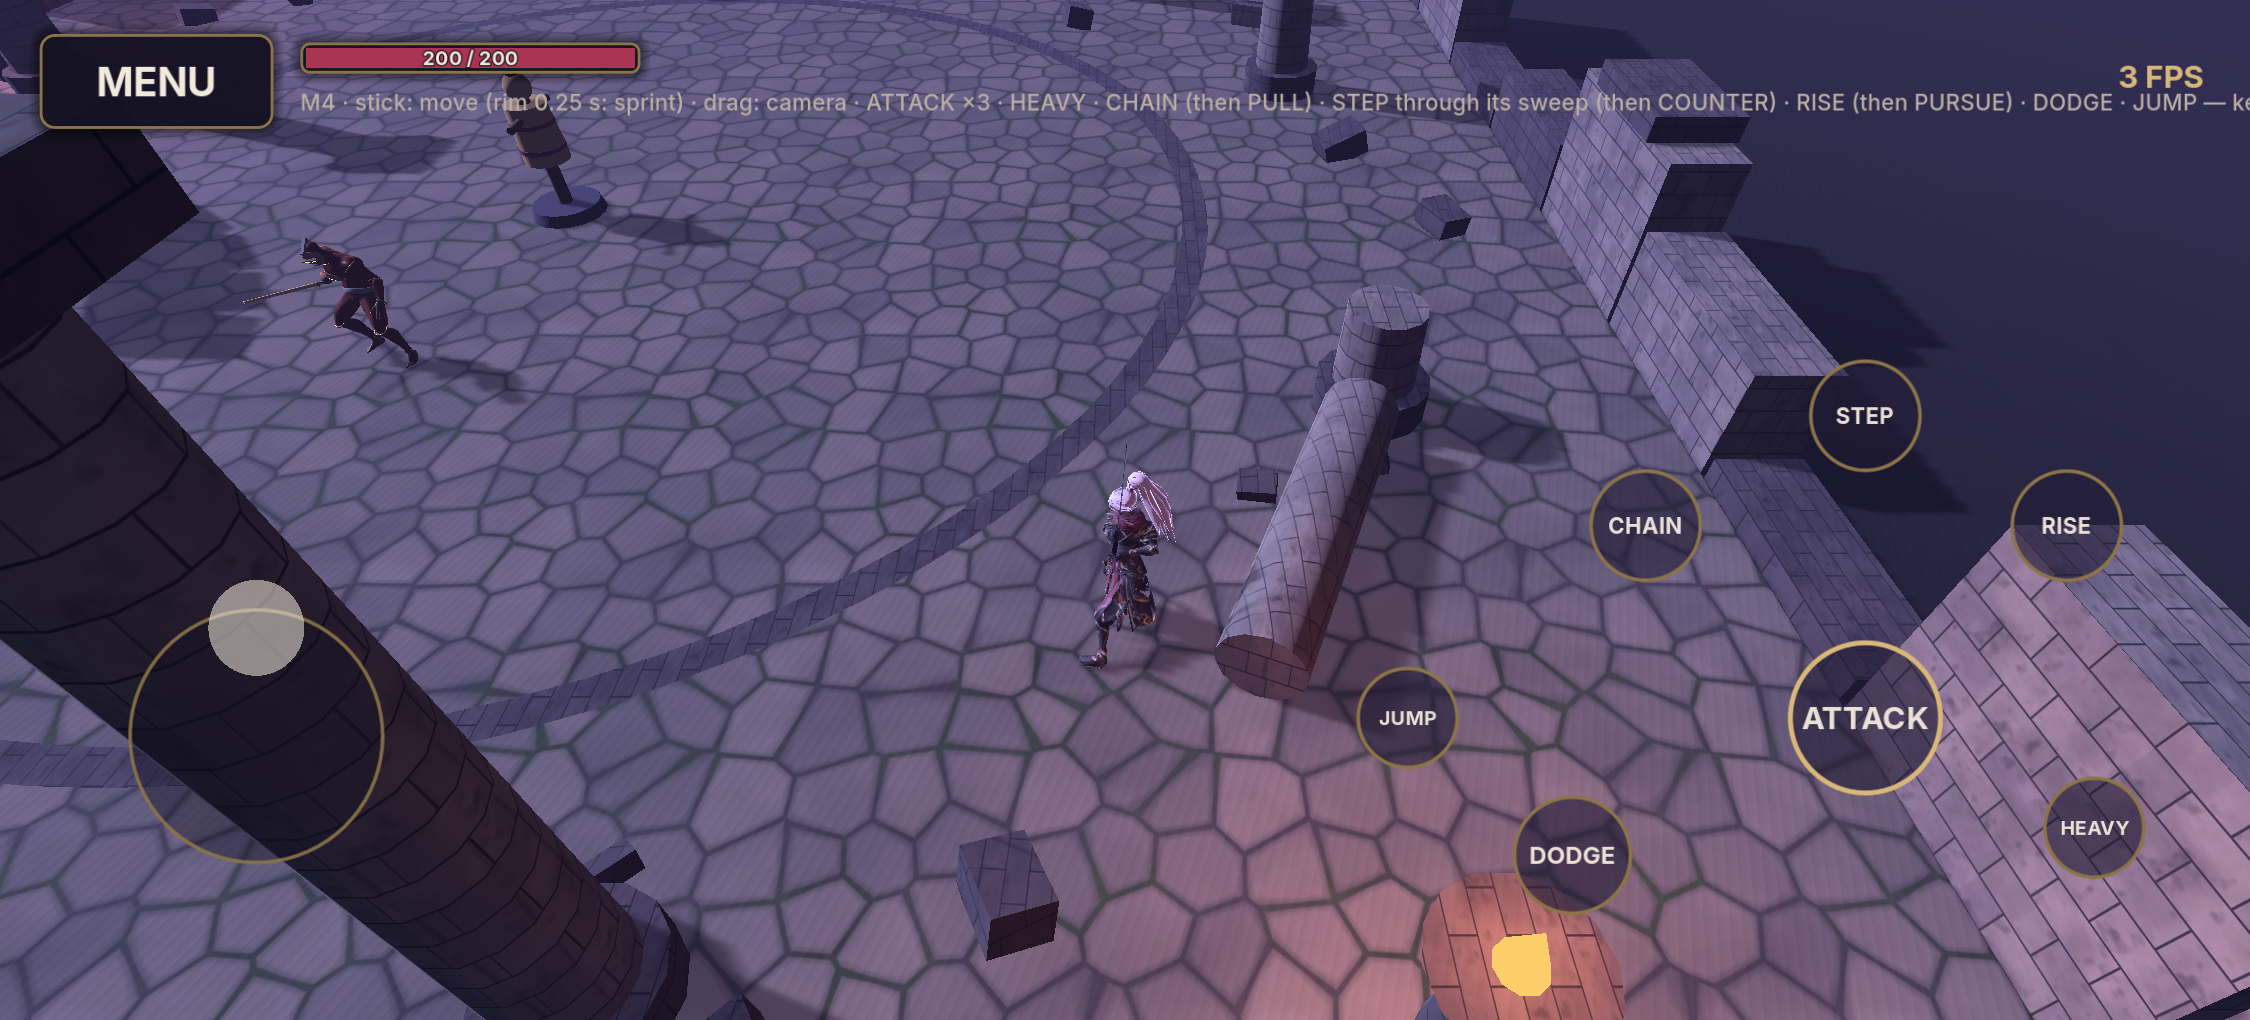 MENU
200 / 200
3 FPS
M4 · stick: move (rim 0.25 s: sprint) · drag: camera · ATTACK ×3 · HEAVY · CHAIN (then PULL) · STEP through its sweep (then COUNTER) · RISE (then PURSUE) · DODGE · JUMP — ke
STEP
CHAIN
RISE
JUMP
ATTACK
HEAVY
DODGE